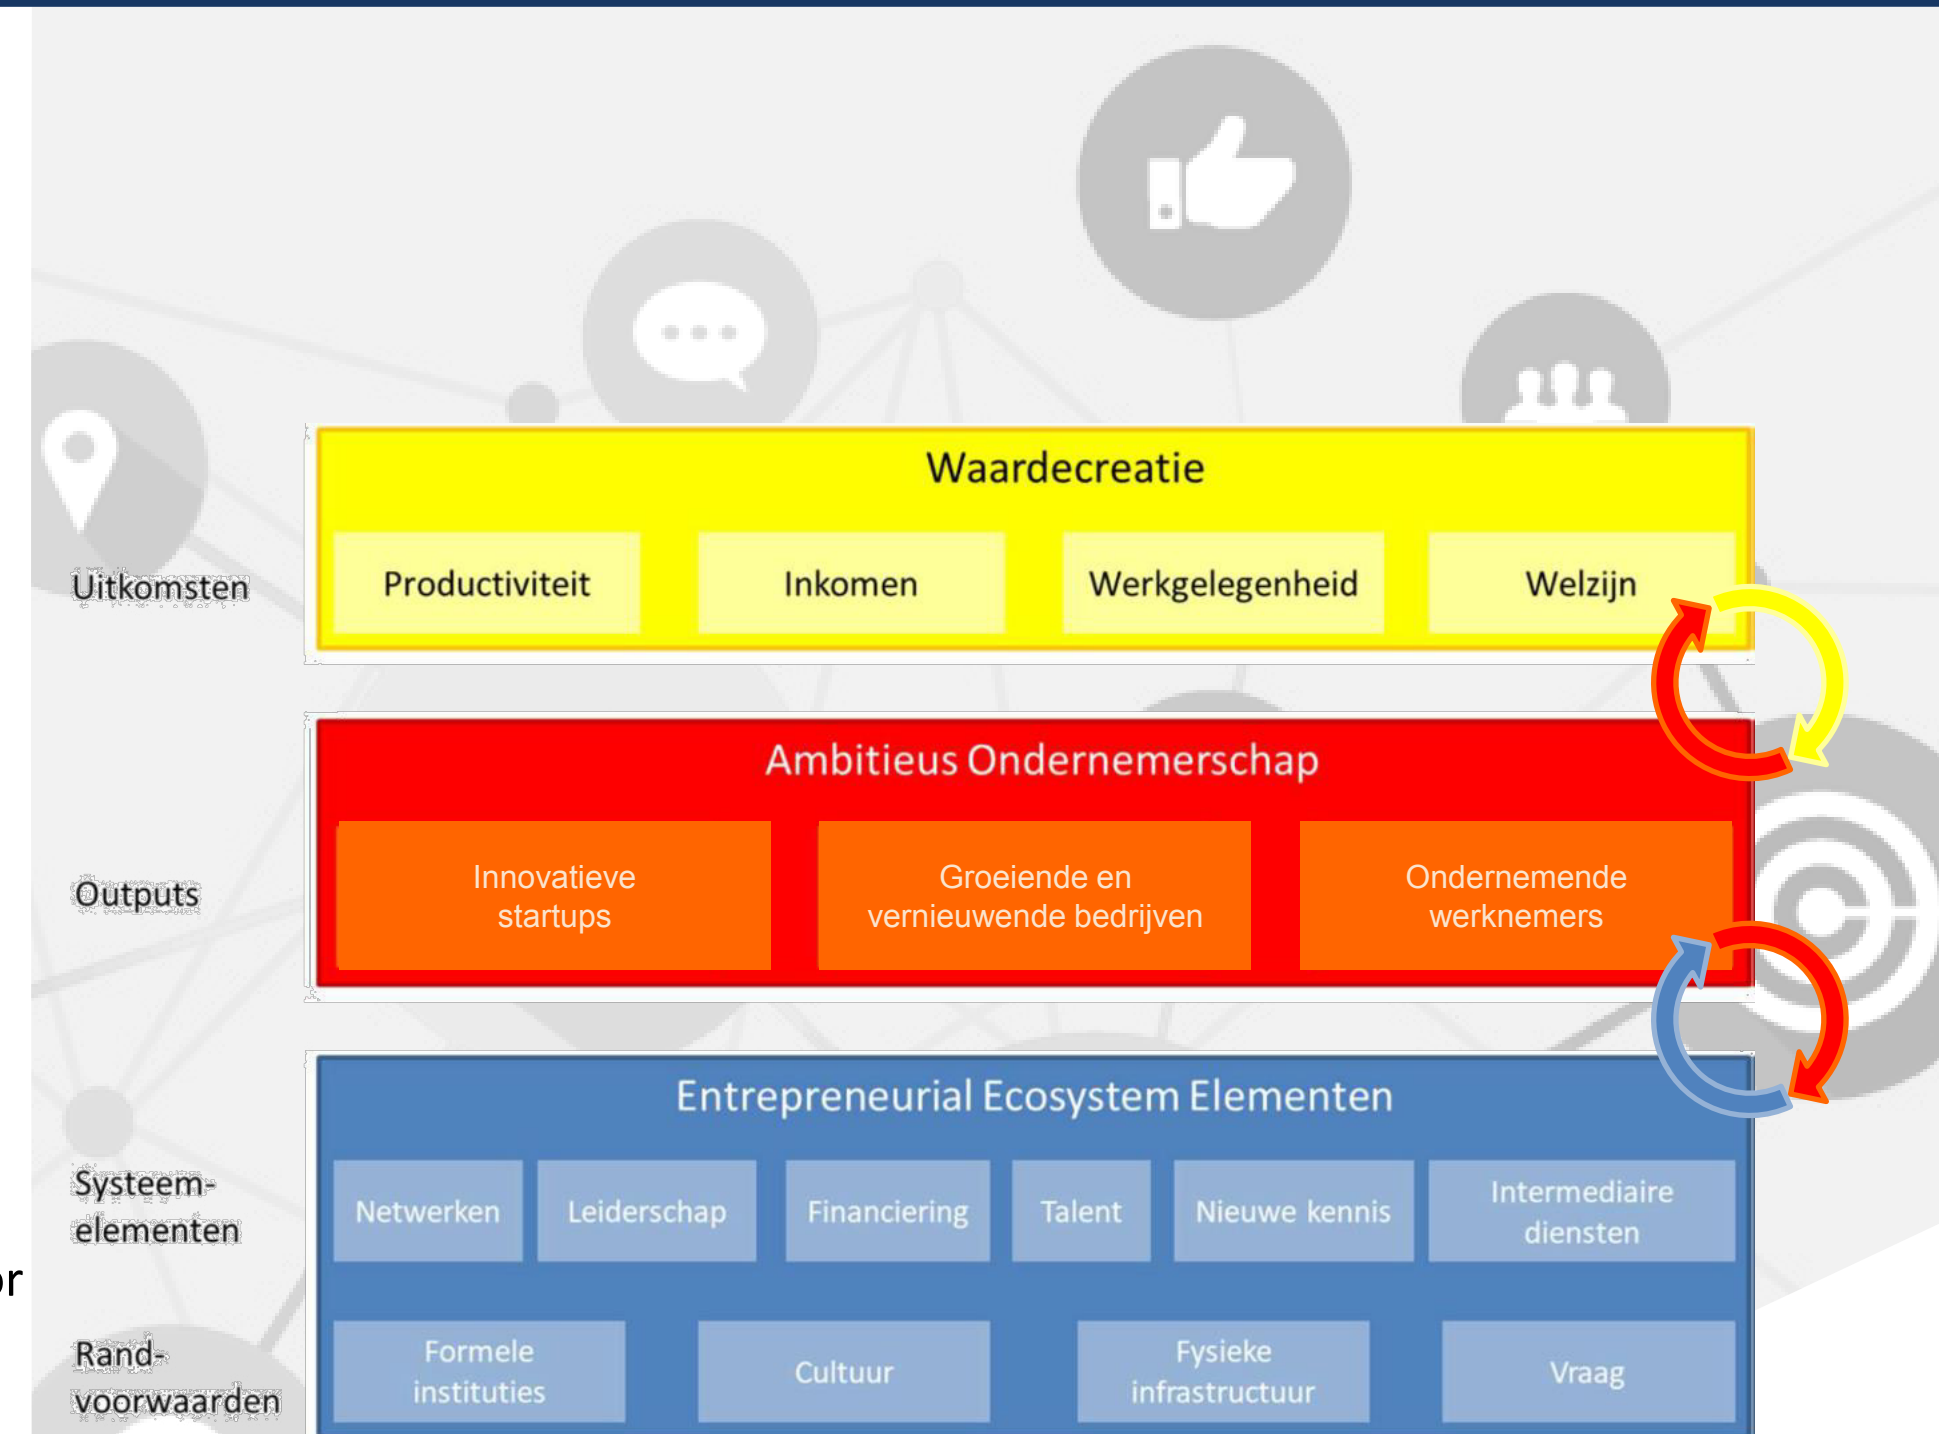 Waardecreatie
Uitkomsten
Productiviteit
Inkomen
Werkgelegenheid
Welzijn
Ambitieus Ondernemerschap
Outputs
Innovatieve
startups
Groeiende en
vernieuwende bedrijven
Ondernemende
werknemers
Entrepreneurial Ecosystem Elementen
Systeem-
elementen
Netwerken
Leiderschap
Financiering
Talent
Nieuwe kennis
Intermediaire
diensten
or
Rand-
voorwaarden
Formele
instituties
Cultuur
Fysieke
infrastructuur
Vraag